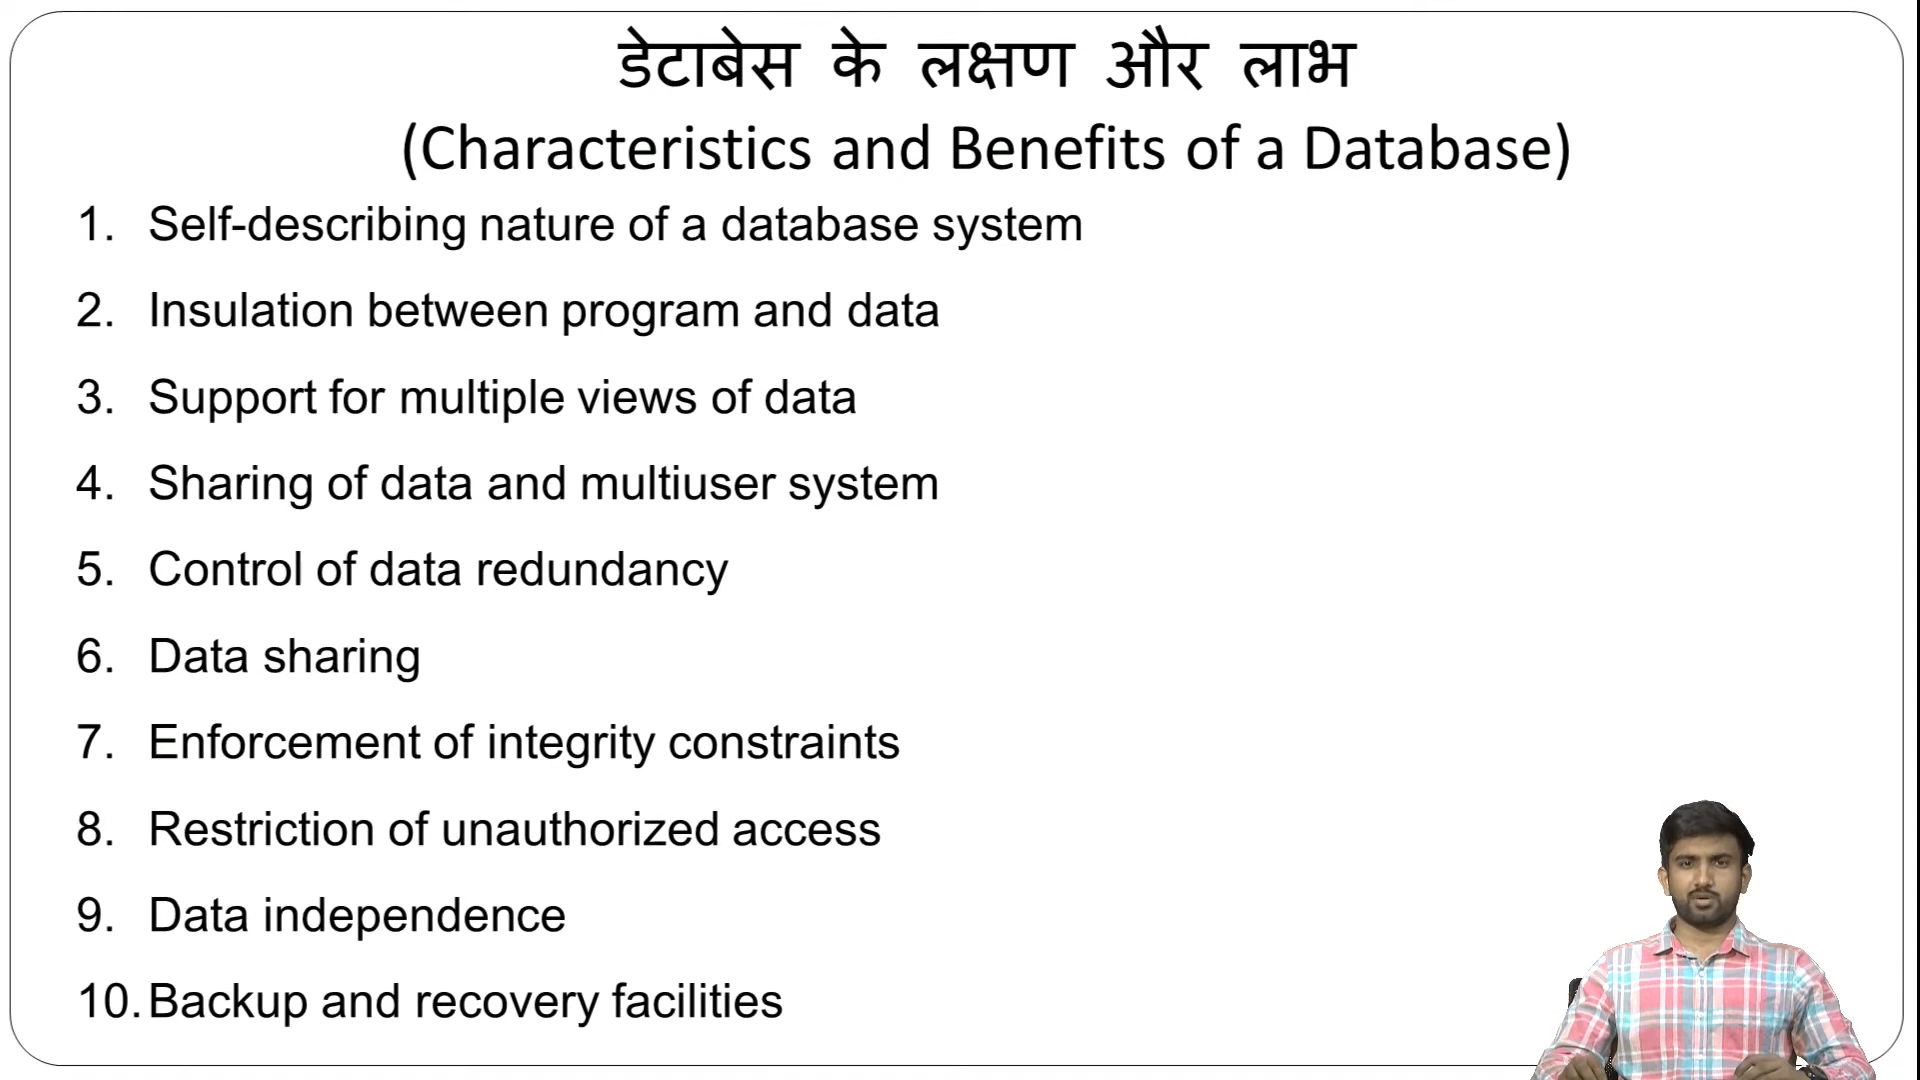 डेटाबेस के लक्षण और लाभ
(Characteristics and Benefits of a Database)
1. Self-describing nature of a database system
2. Insulation between program and data
3. Support for multiple views of data
4. Sharing of data and multiuser system
5. Control of data redundancy
6. Data sharing
7. Enforcement of integrity constraints
8. Restriction of unauthorized access
9. Data independence
10. Backup and recovery facilities